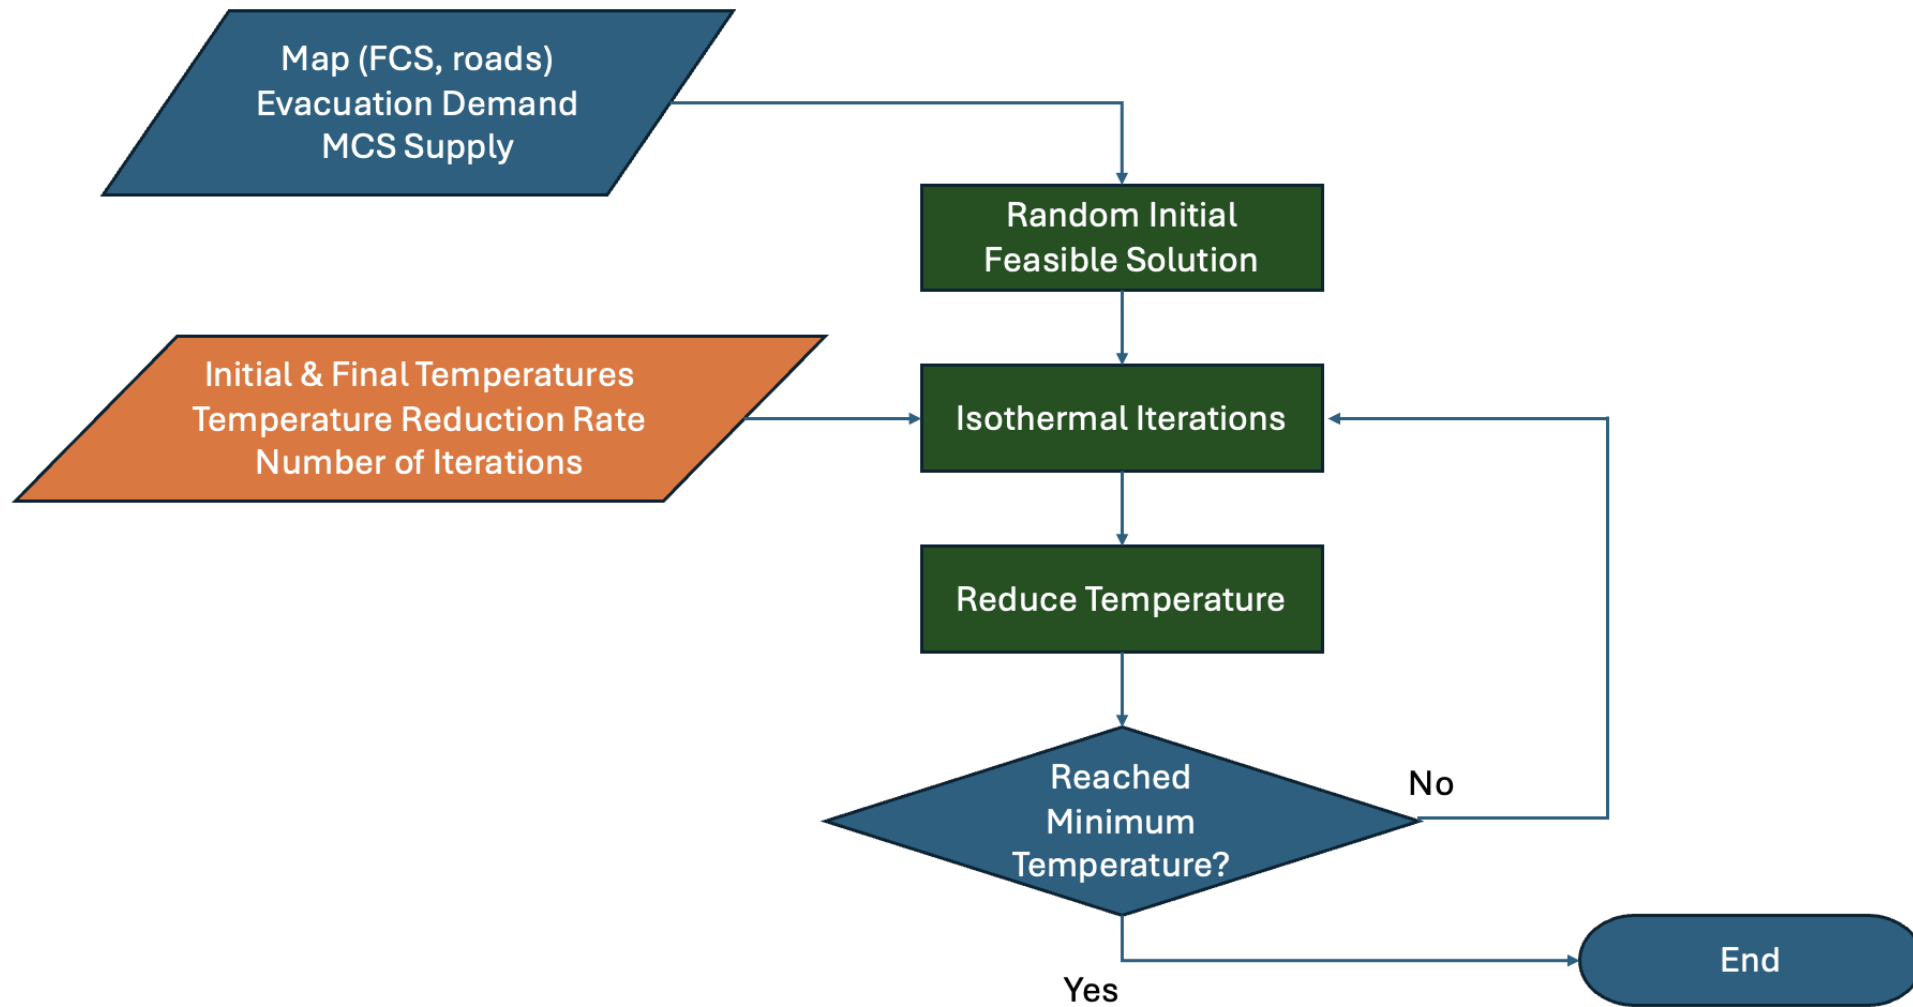 Map (FCS, roads)
Evacuation Demand
MCS Supply
Random Initial
Feasible Solution
Initial & Final Temperatures
Temperature Reduction Rate
Number of Iterations
Isothermal Iterations
Reduce Temperature
Reached
Minimum
Temperature?
No
Yes
End